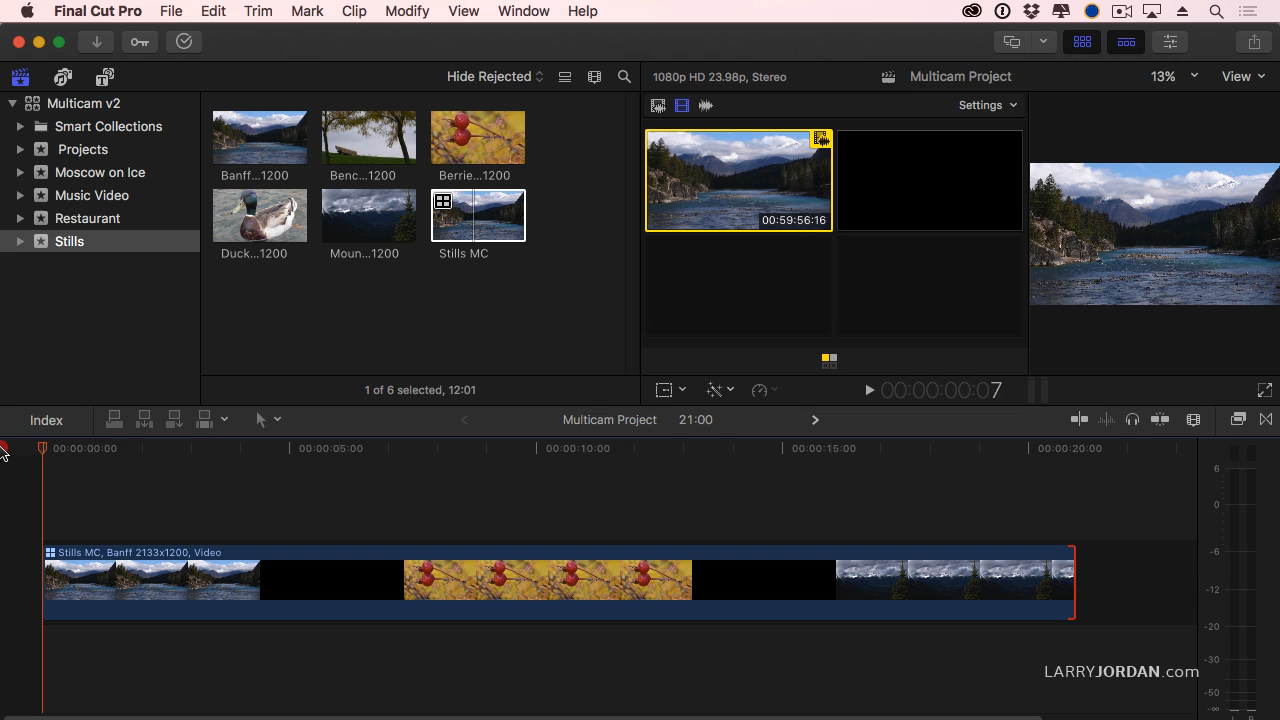 Final Cut Pro File Edit Trim Mark Clip Modify View Window Help
Hide Rejected
1080p HD 23.98p, Stereo Multicam Project 13% View
Multicam v2
Smart Collections
Projects
Moscow on Ice
Music Video
Restaurant
Stills
Banff...1200 Benc...1200 Berrie...1200
Duck...1200 Moun...1200 Stills MC
1 of 6 selected, 12:01
Settings
00:59:56:16
00:00:00:07
Index Multicam Project 21:00
00:00:00:00 00:00:05:00 00:00:10:00 00:00:15:00 00:00:20:00
Stills MC, Banff 2133x1200, Video
6
0
-6
-12
-20
-30
-50
-∞
L R
LARRYJORDAN.com